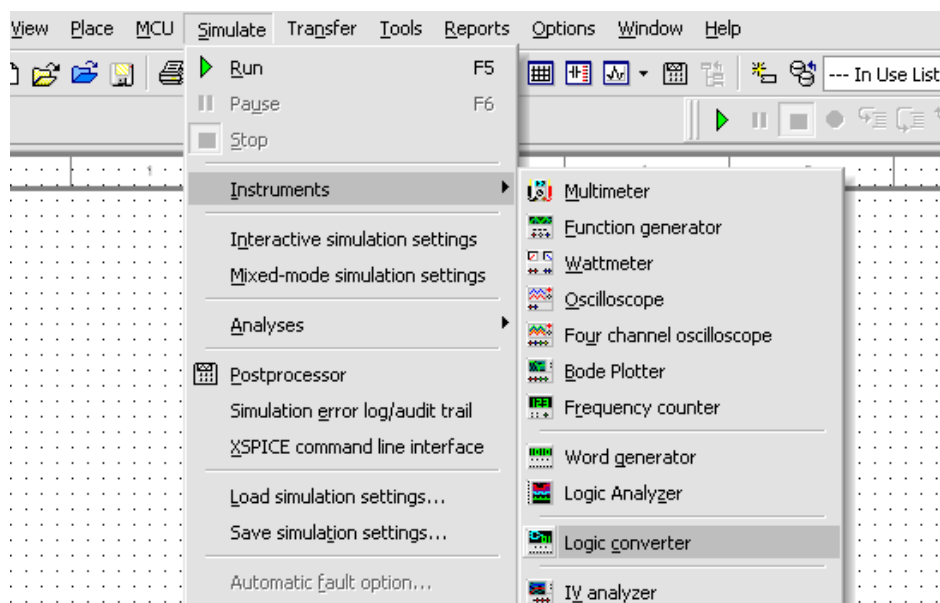 View Place MCU Simulate Transfer Tools Reports Options Window Help
--- In Use List
Run F5
Pause F6
Stop
Instruments
Interactive simulation settings
Mixed-mode simulation settings
Analyses
Postprocessor
Simulation error log/audit trail
XSPICE command line interface
Load simulation settings...
Save simulation settings...
Automatic fault option...
Multimeter
Function generator
Wattmeter
Oscilloscope
Four channel oscilloscope
Bode Plotter
Frequency counter
Word generator
Logic Analyzer
Logic converter
IV analyzer